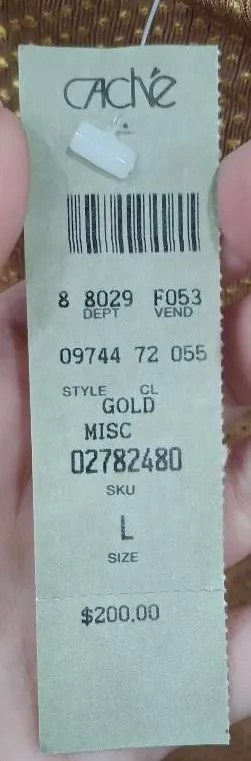 Caché
8 8029 F053
DEPT VEND
09744 72 055
STYLE CL
GOLD
MISC
02782480
SKU
L
SIZE
$200.00